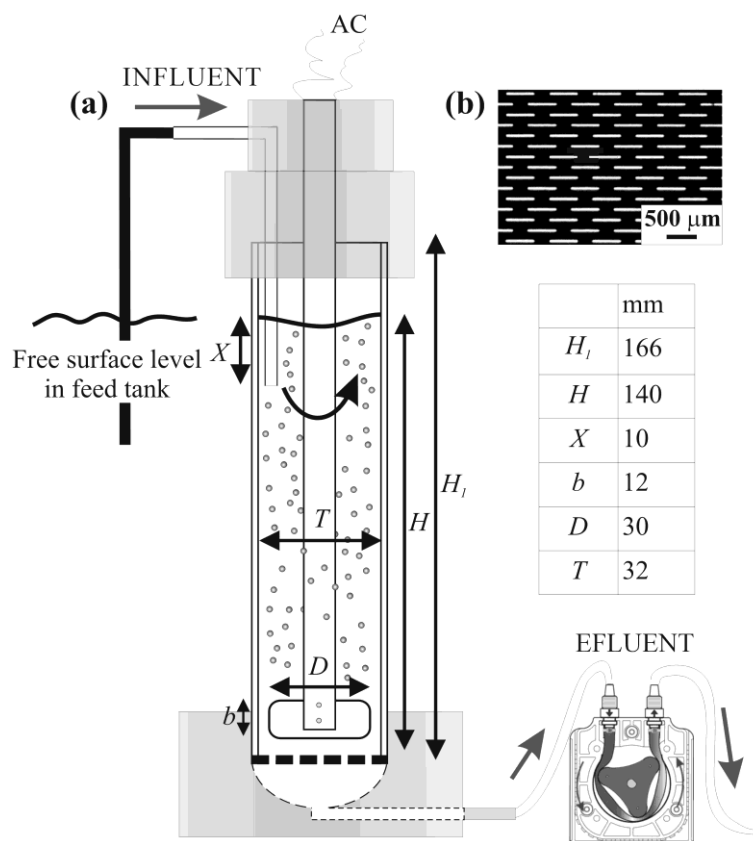 AC
INFLUENT
(a)
(b)
500 μm
X
Free surface level
in feed tank
T
H
H₁
D
b
mm
H₁ 166
H 140
X 10
b 12
D 30
T 32
EFLUENT